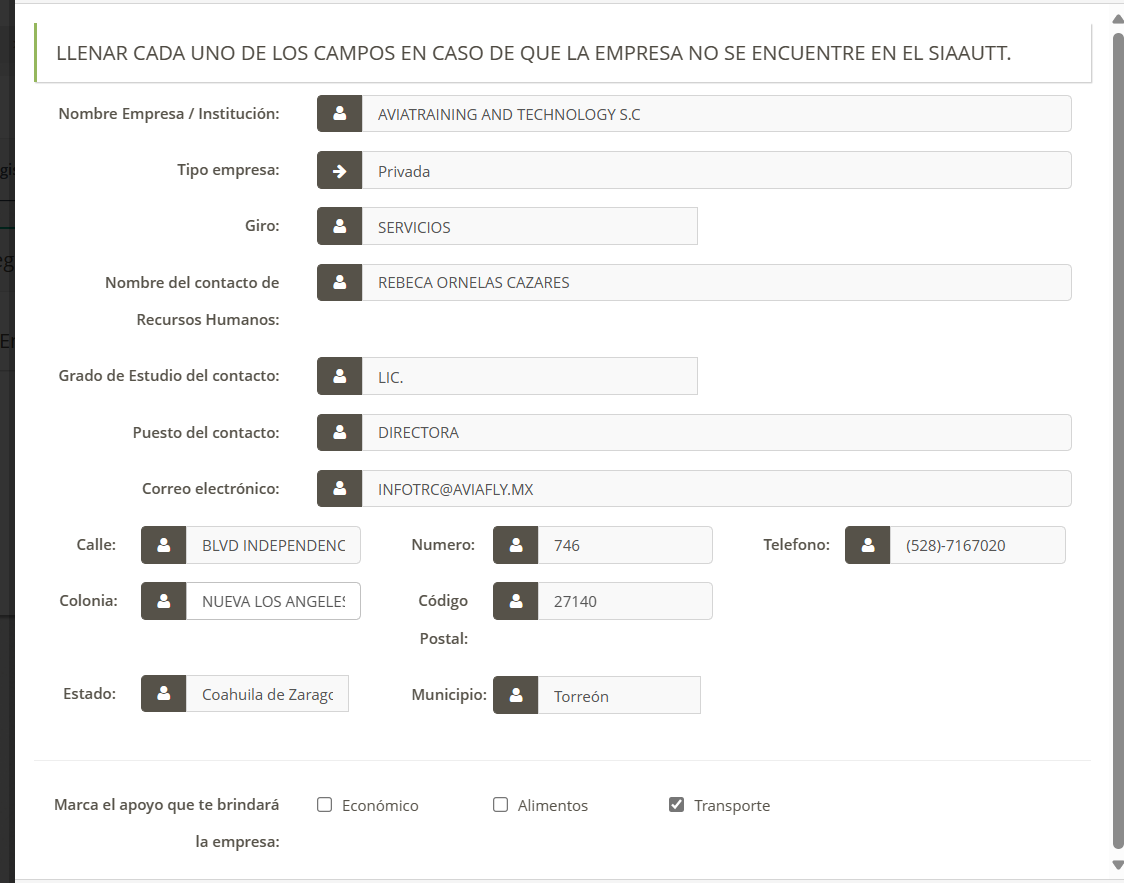 LLENAR CADA UNO DE LOS CAMPOS EN CASO DE QUE LA EMPRESA NO SE ENCUENTRE EN EL SIAAUTT.
Nombre Empresa / Institución: AVIATRAINING AND TECHNOLOGY S.C
Tipo empresa: Privada
Giro: SERVICIOS
Nombre del contacto de Recursos Humanos: REBECA ORNELAS CAZARES
Grado de Estudio del contacto: LIC.
Puesto del contacto: DIRECTORA
Correo electrónico: INFOTRC@AVIAFLY.MX
Calle: BLVD INDEPENDENC Numero: 746 Telefono: (528)-7167020
Colonia: NUEVA LOS ANGELES Código Postal: 27140
Estado: Coahuila de Zarago Municipio: Torreón
Marca el apoyo que te brindará la empresa: Económico Alimentos Transporte